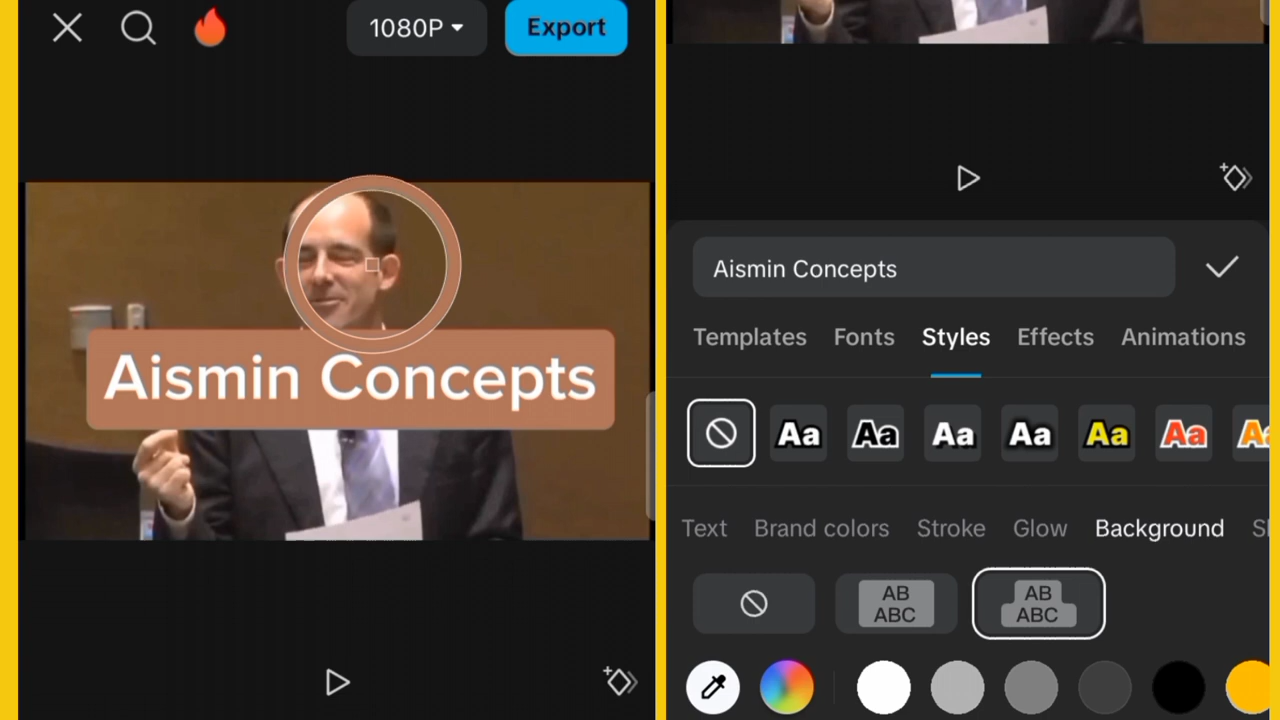 1080P
Export
Aismin Concepts
Aismin Concepts
Templates Fonts Styles Effects Animations
Aa Aa Aa Aa Aa Aa
Text Brand colors Stroke Glow Background
AB AB
ABC ABC